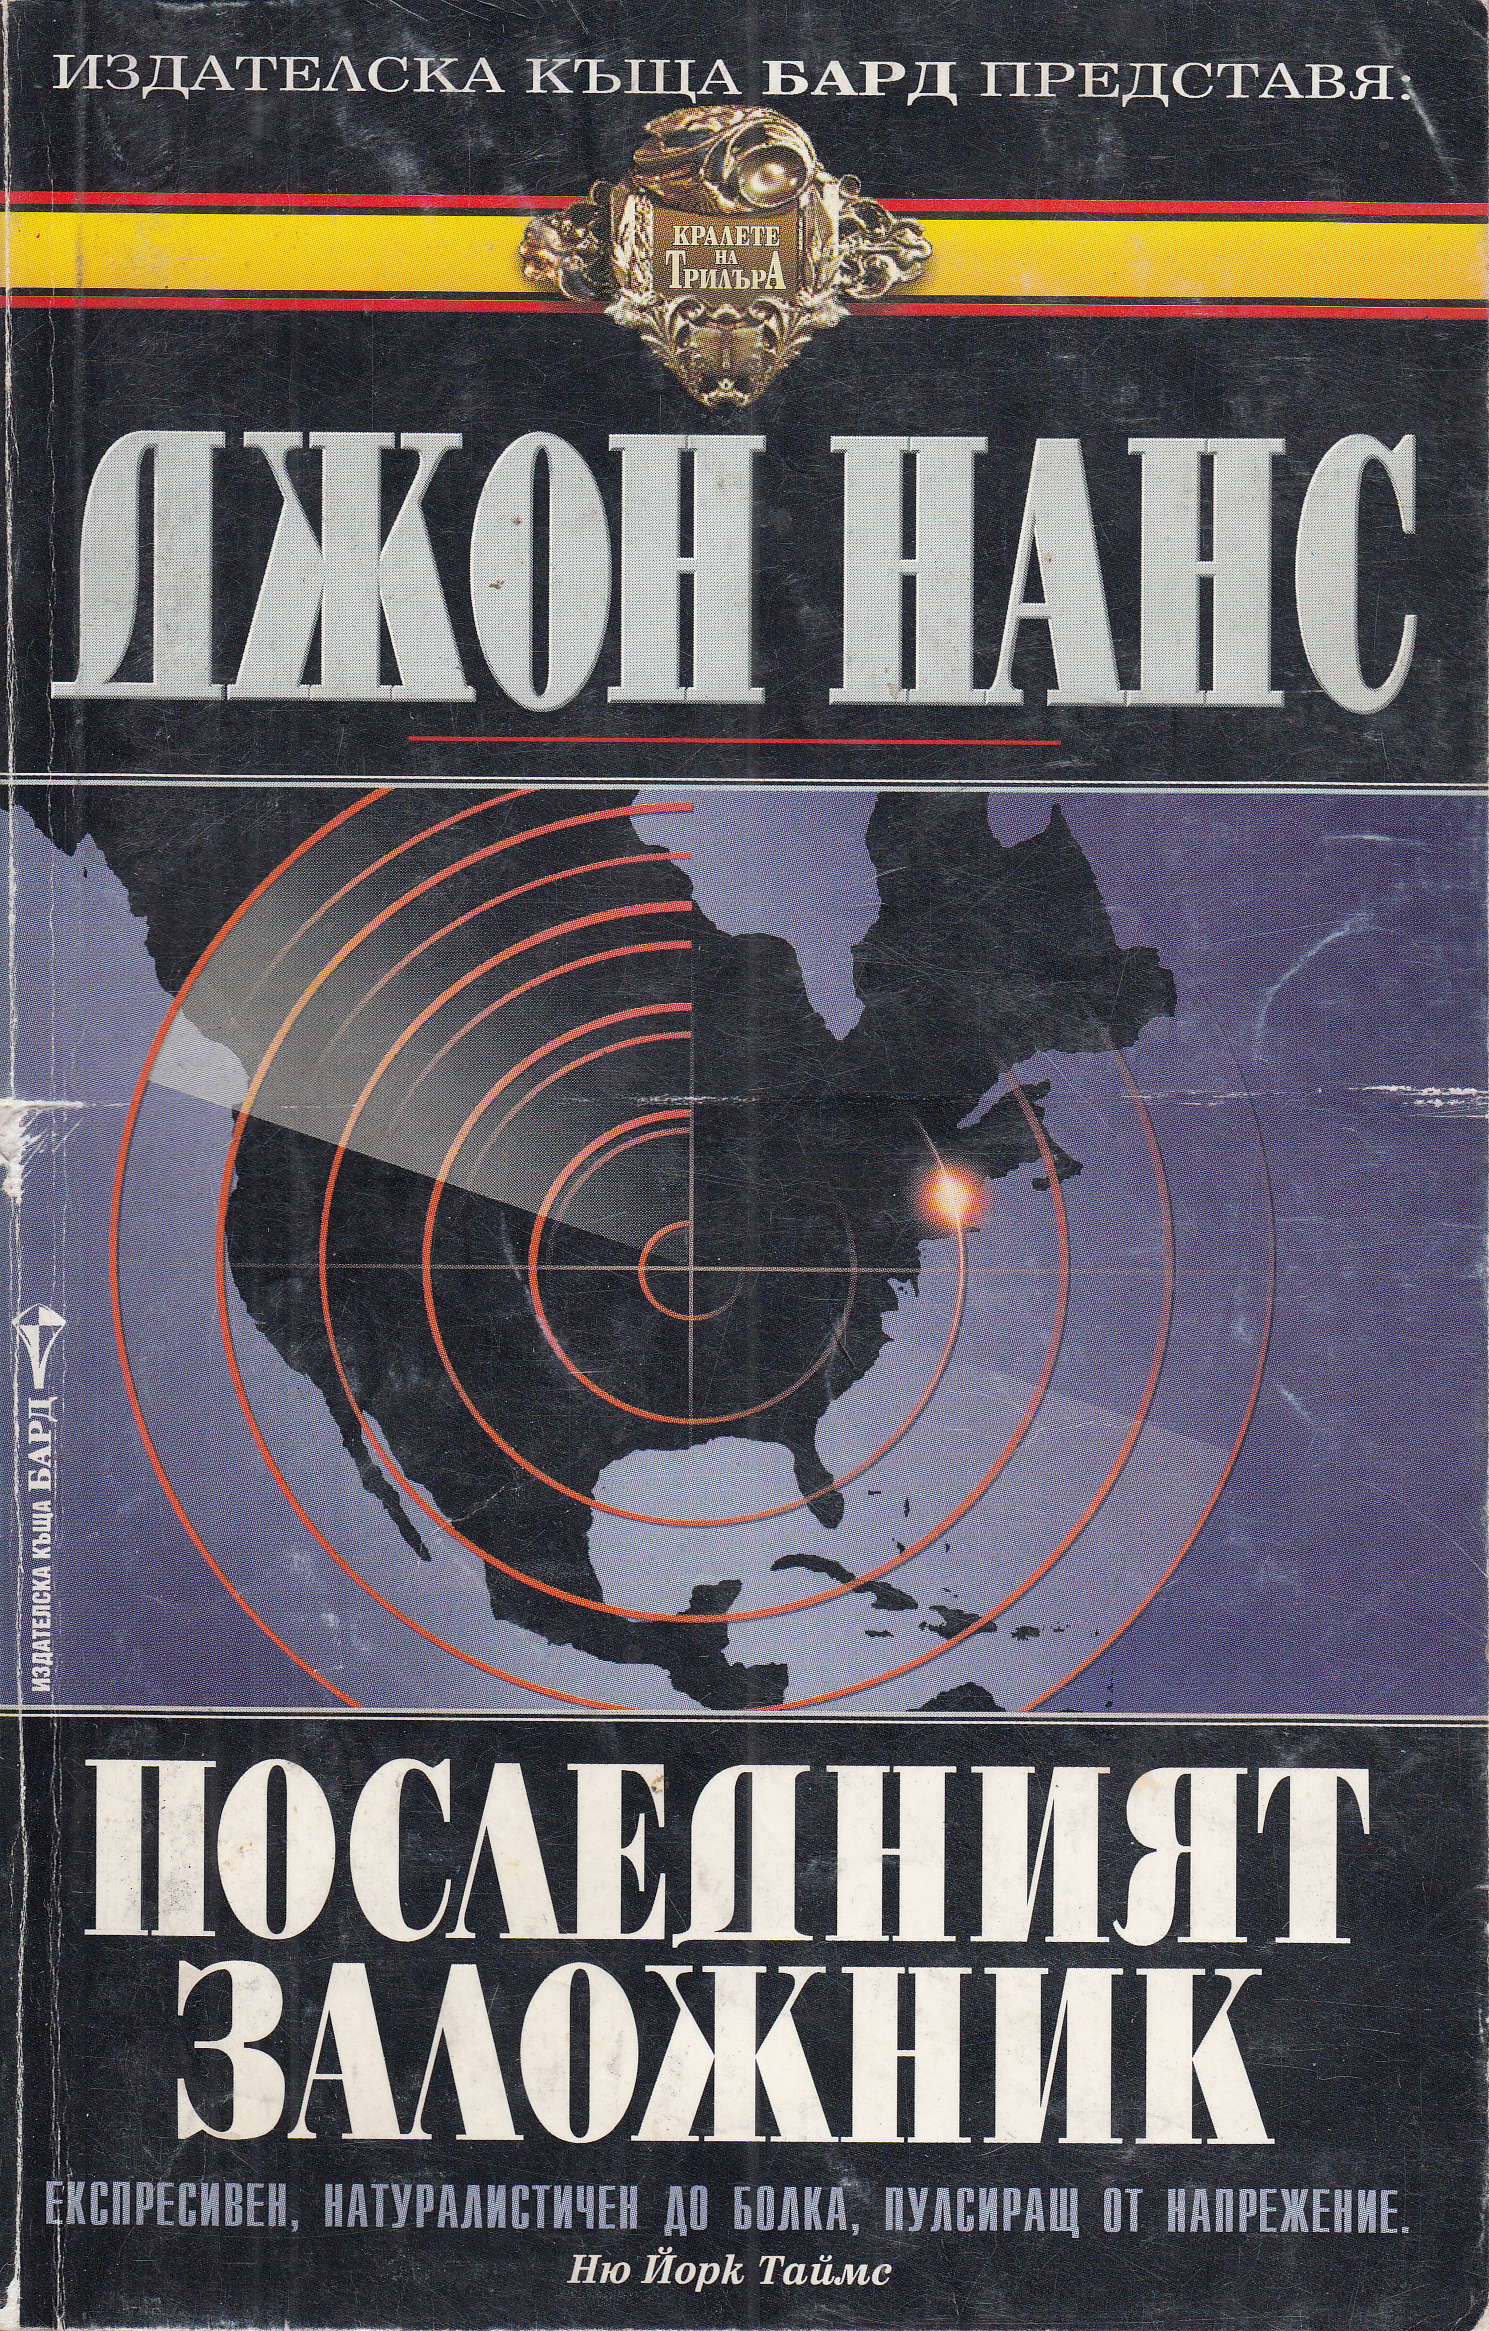 ИЗДАТЕЛСКА КЪЩА БАРД ПРЕДСТАВЯ:
КРАЛЕТЕ
НА
ТРИЛЪРА
ДЖОН НАНС
ИЗДАТЕЛСКА КЪЩА БАРД
ПОСЛЕДНИЯТ
ЗАЛОЖНИК
ЕКСПРЕСИВЕН, НАТУРАЛИСТИЧЕН ДО БОЛКА, ПУЛСИРАЩ ОТ НАПРЕЖЕНИЕ.
Ню Йорк Таймс